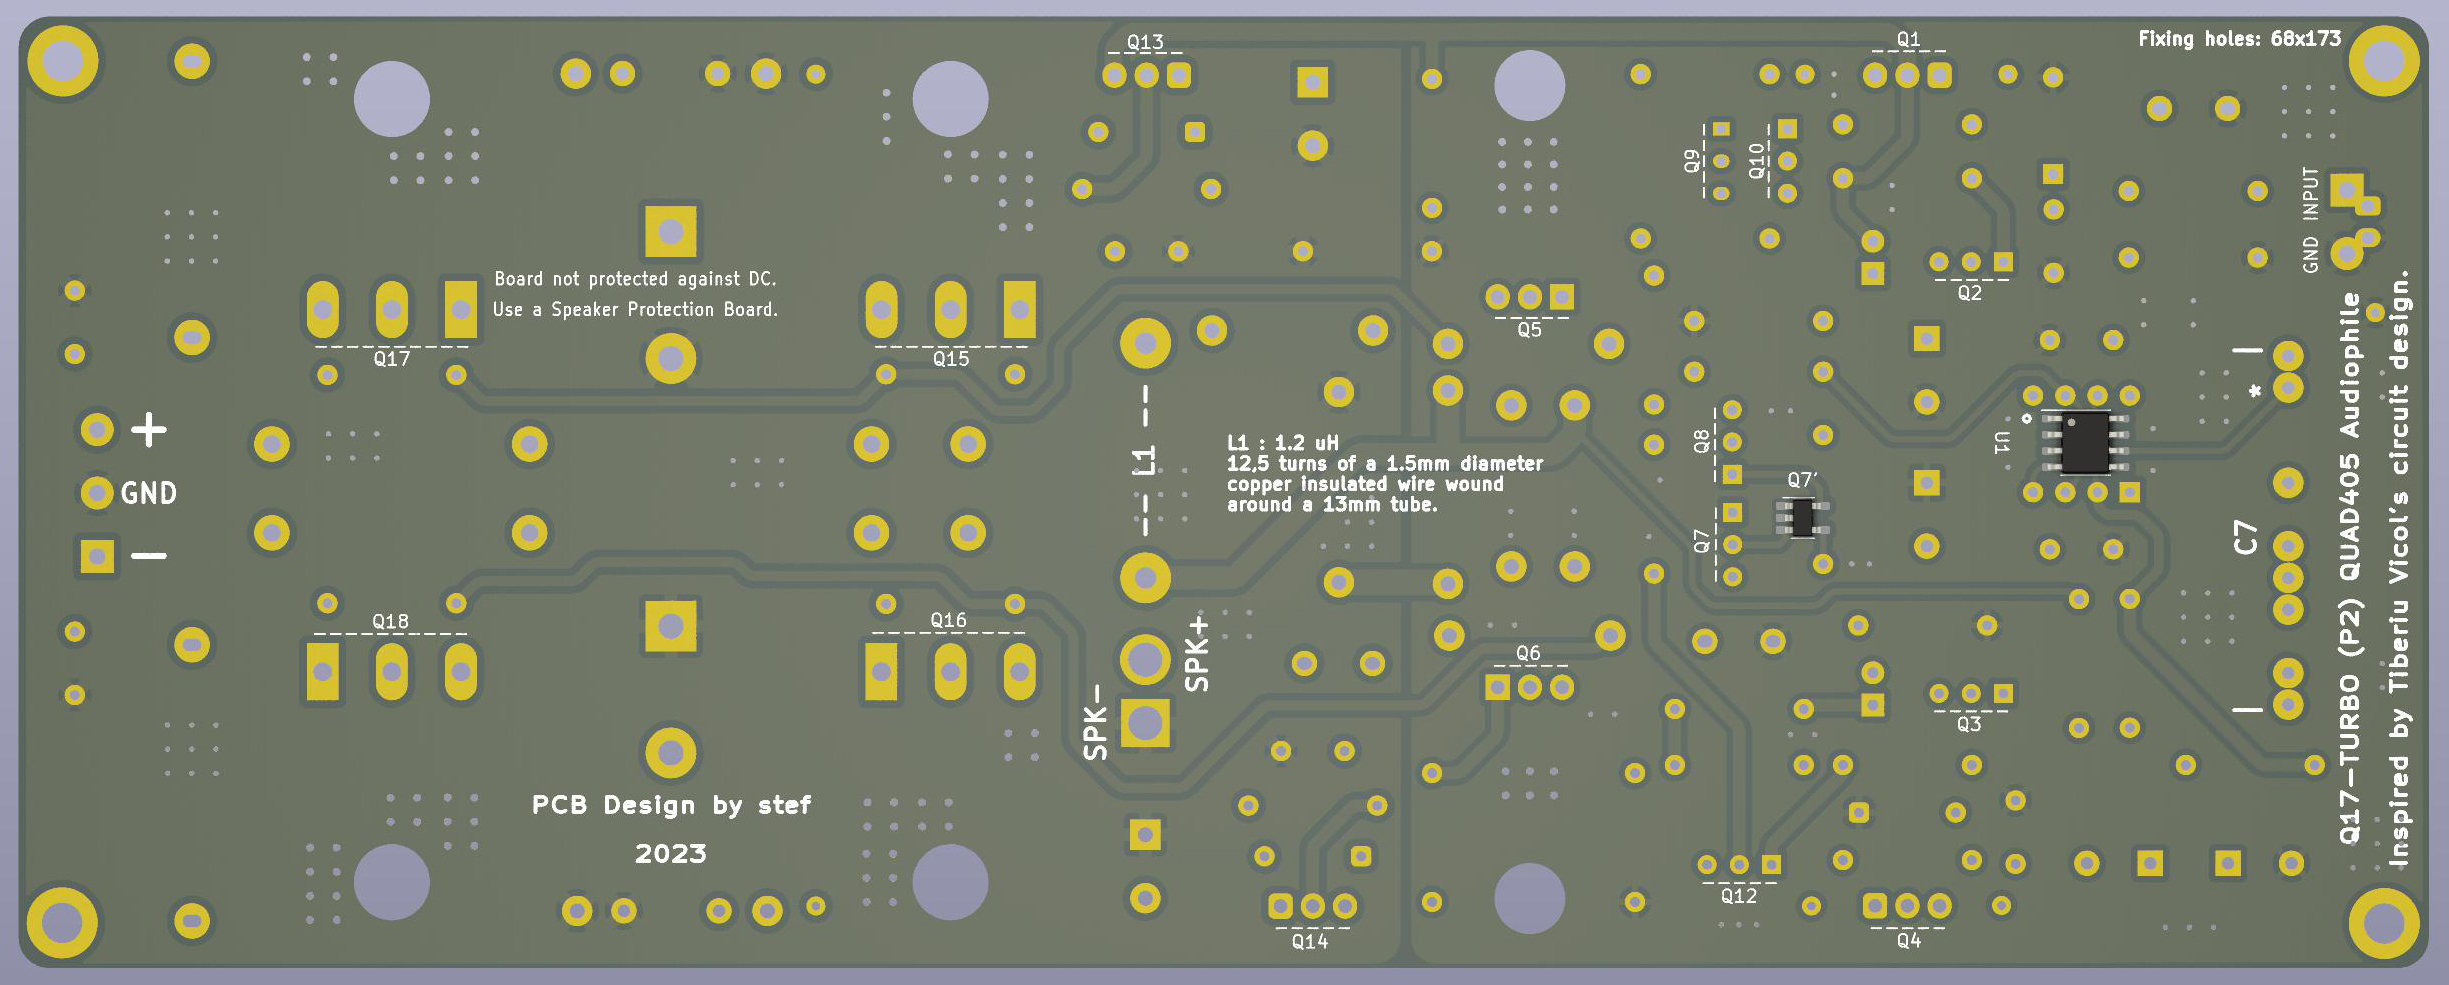 Q13
Q1
Fixing holes: 68x173
Q9
Q10
GND INPUT
Board not protected against DC.
Use a Speaker Protection Board.
Q2
Q5
Q17
Q15
+
GND
—
L1
L1 : 1.2 uH
12,5 turns of a 1.5mm diameter
copper insulated wire wound
around a 13mm tube.
Q8
Q7'
Q7
U1
*
C7
Q17-TURBO (P2) QUAD405 Audiophile
Inspired by Tiberiu Vicol's circuit design.
Q18
Q16
SPK+
SPK-
Q6
Q3
PCB Design by stef
2023
Q12
Q14
Q4